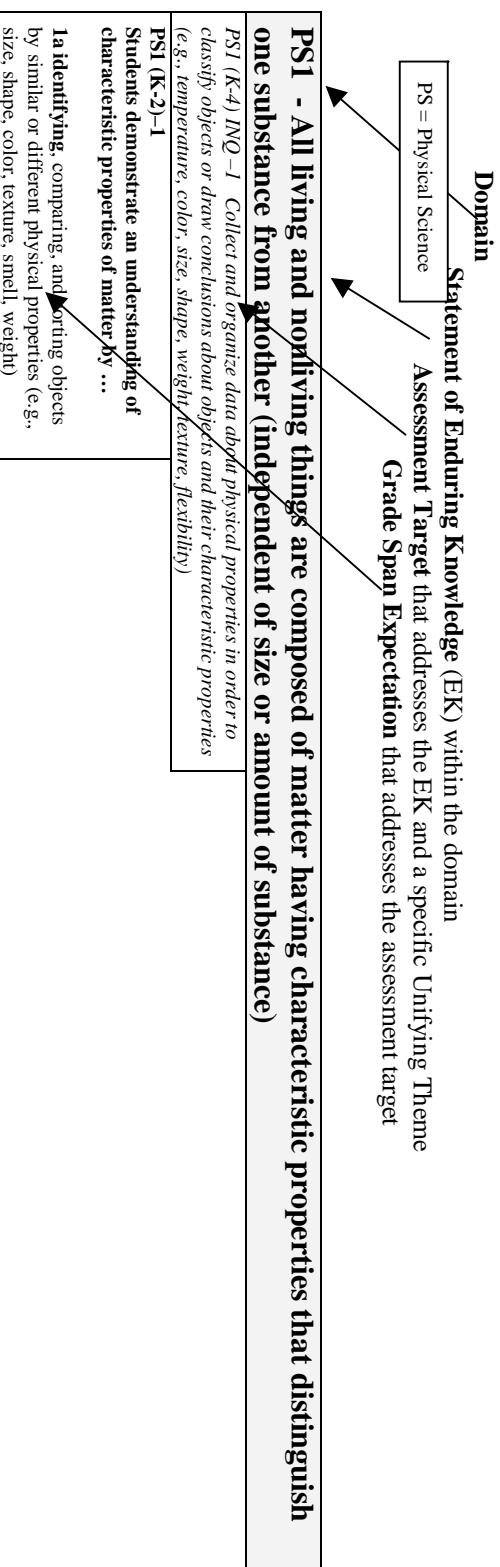 Domain
PS = Physical Science
Statement of Enduring Knowledge (EK) within the domain
Assessment Target that addresses the EK and a specific Unifying Theme
Grade Span Expectation that addresses the assessment target
PS1 - All living and nonliving things are composed of matter having characteristic properties that distinguish
one substance from another (independent of size or amount of substance)
PS1 (K-4) INQ –1 Collect and organize data about physical properties in order to
classify objects or draw conclusions about objects and their characteristic properties
(e.g., temperature, color, size, shape, weight, texture, flexibility)
PS1 (K-2)–1
Students demonstrate an understanding of
characteristic properties of matter by …
1a identifying, comparing, and sorting objects
by similar or different physical properties (e.g.,
size, shape, color, texture, smell, weight)